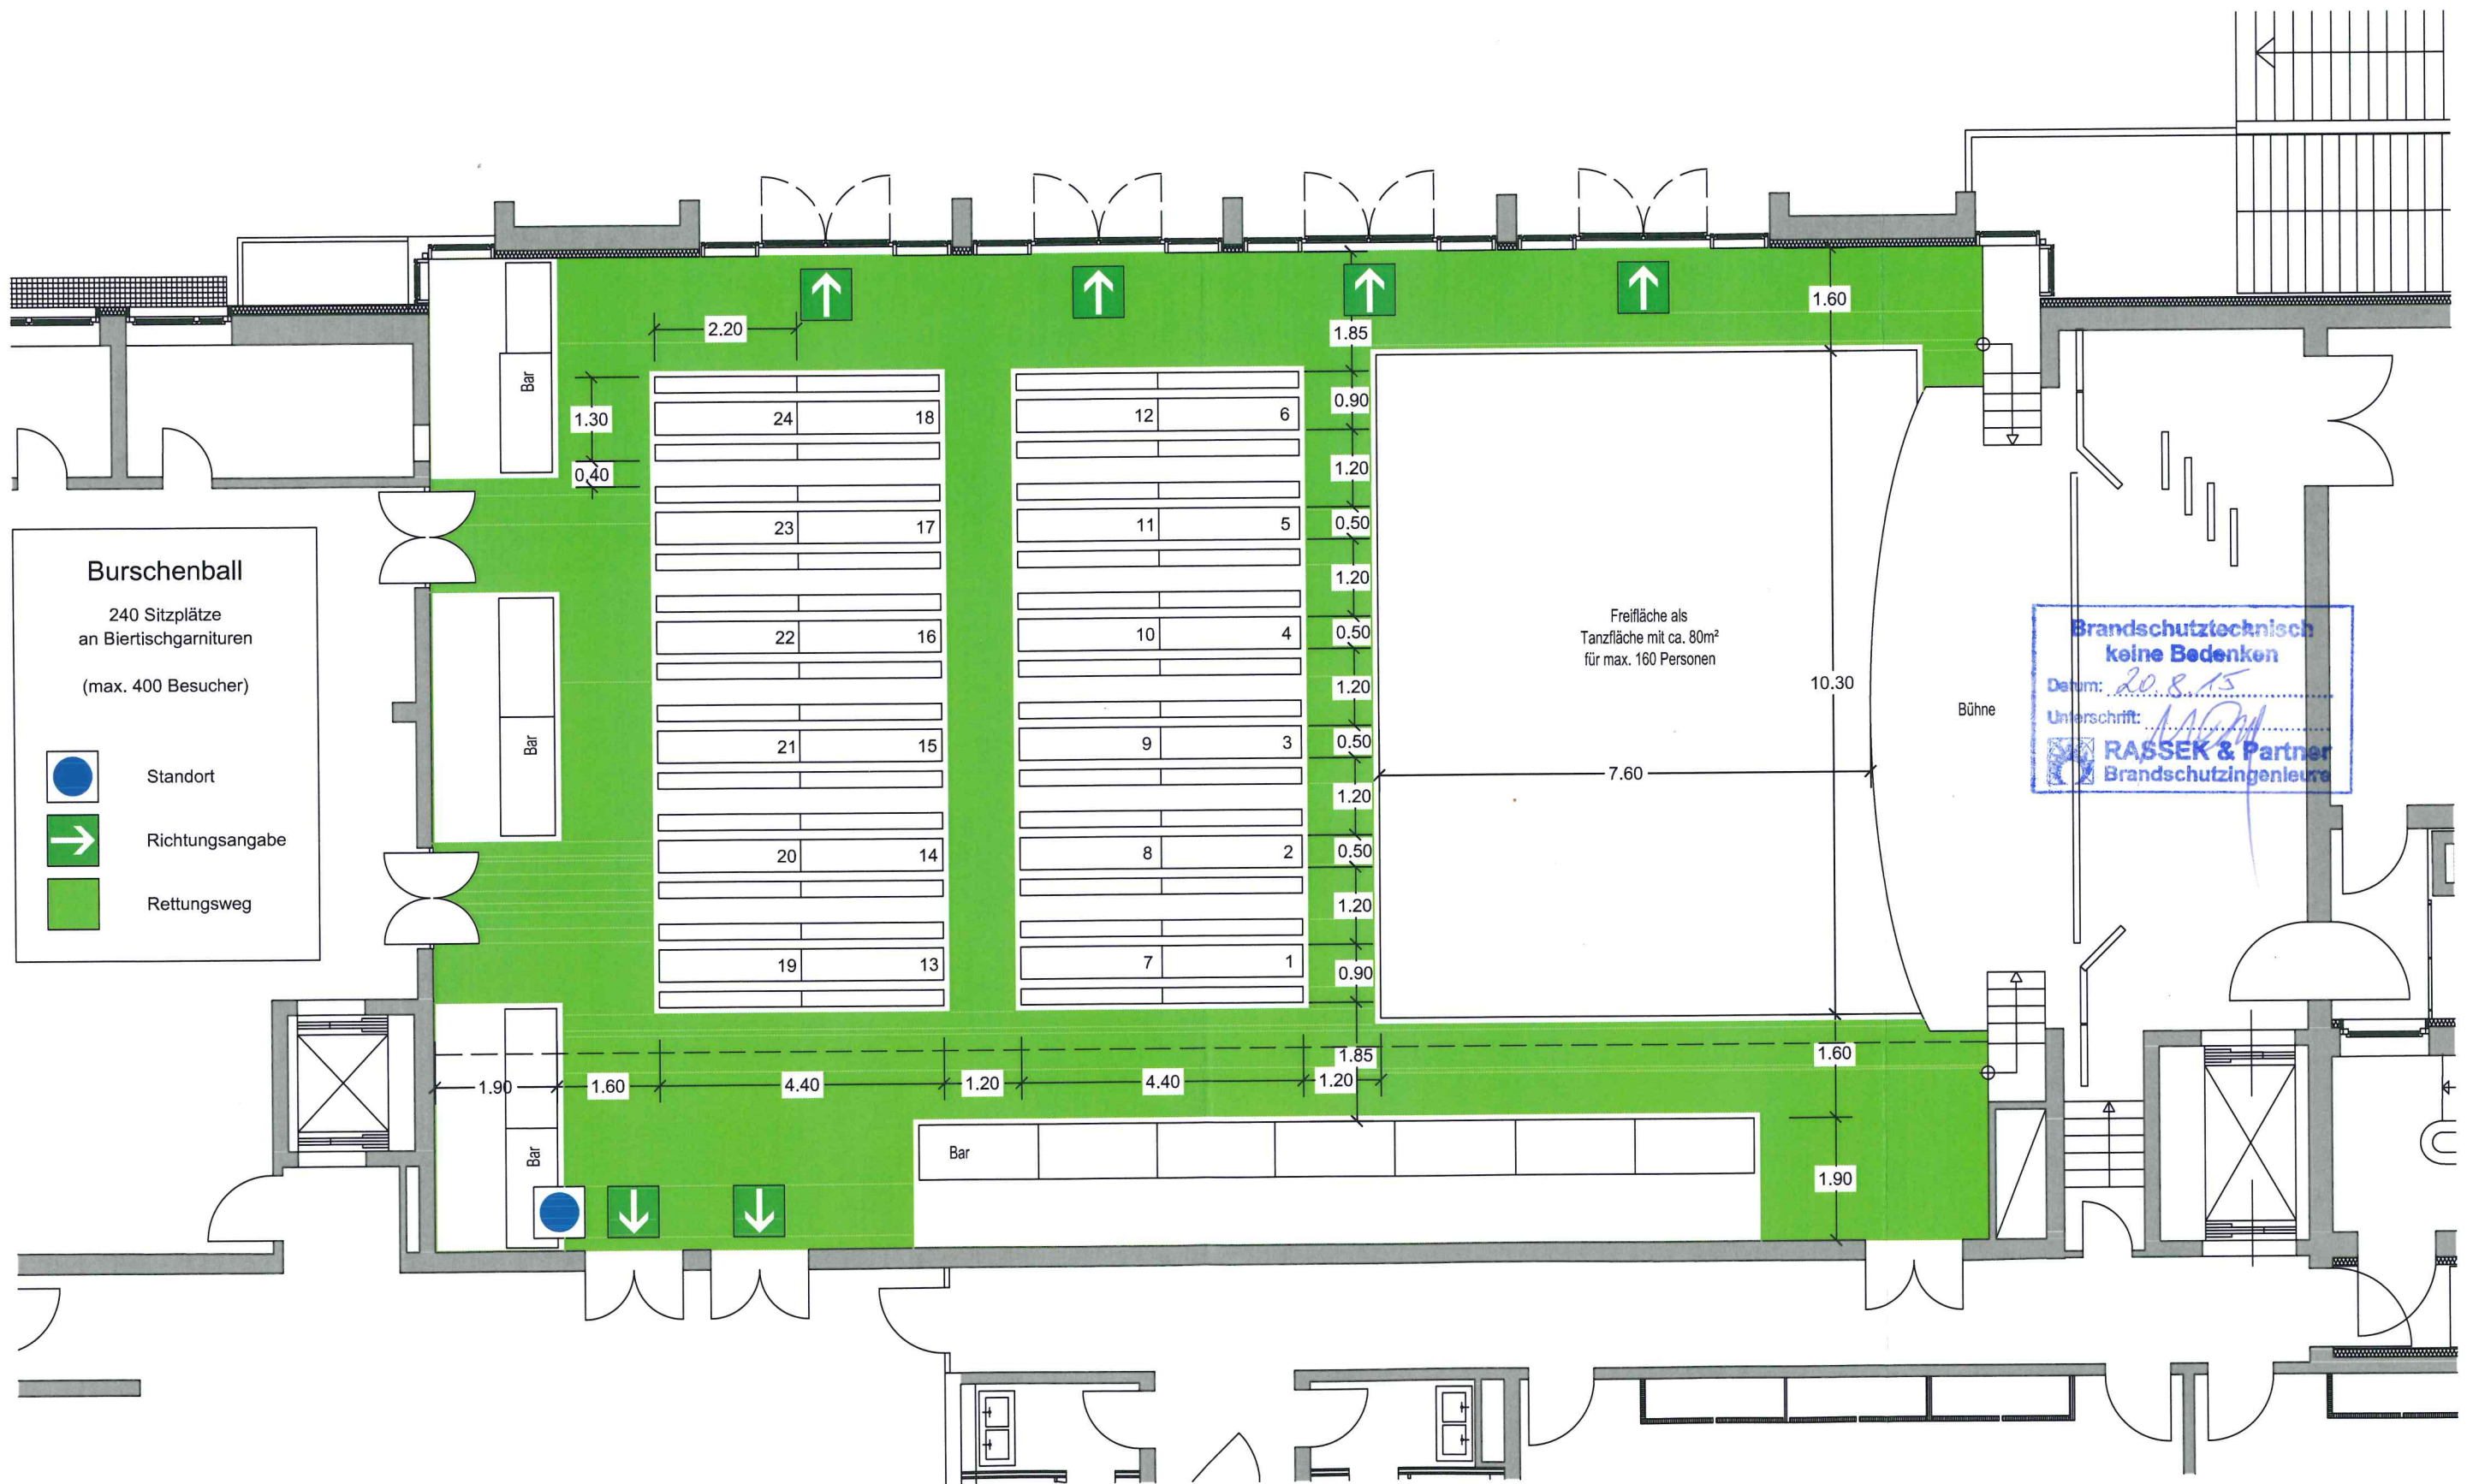 1.60
2.20
1.85
Bar
1.30
0.40
24
18
12
6
0.90
1.20
23
17
11
5
0.50
1.20
22
16
10
4
0.50
1.20
21
15
9
3
0.50
1.20
20
14
8
2
0.50
1.20
19
13
7
1
0.90
Burschenball
240 Sitzplätze
an Biertischgarnituren
(max. 400 Besucher)
Standort
Richtungsangabe
Rettungsweg
Bar
Freifläche als
Tanzfläche mit ca. 80m²
für max. 160 Personen
10.30
7.60
Bühne
Brandschutztechnisch
keine Bedenken
Datum: 20.8.15
Unterschrift:
RASSEK & Partner
Brandschutzingenieure
1.85
1.60
1.90
1.60
4.40
1.20
4.40
1.20
Bar
Bar
1.90